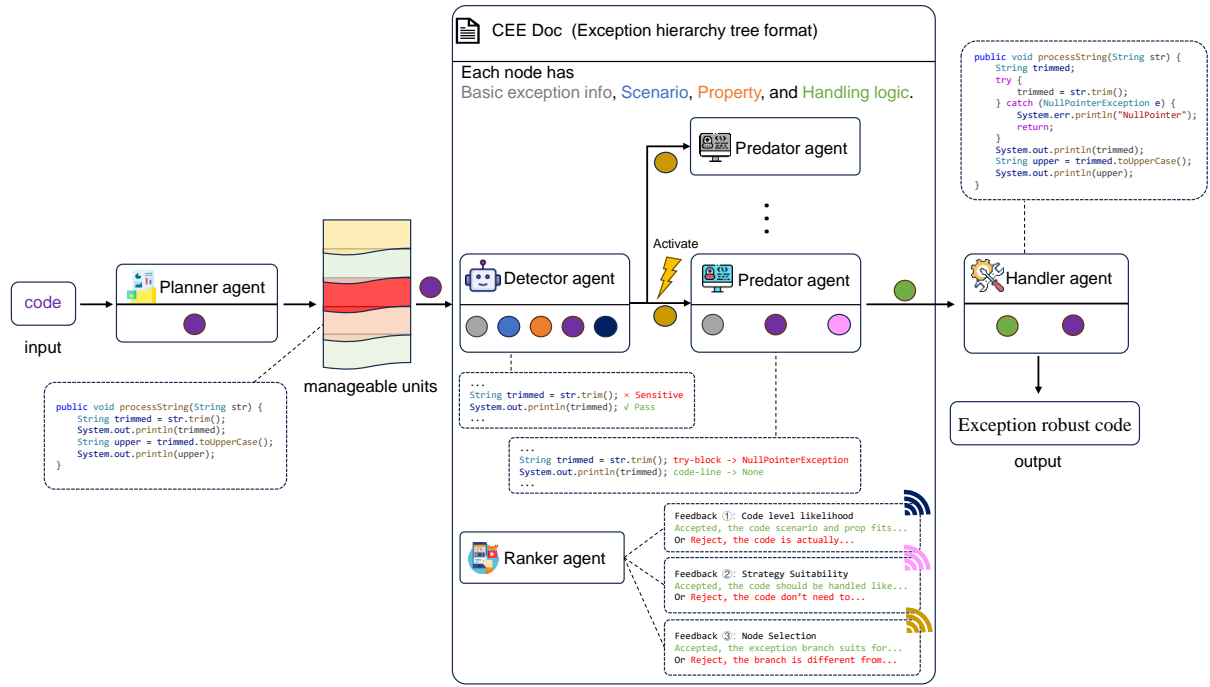 CEE Doc (Exception hierarchy tree format)
Each node has
Basic exception info, Scenario, Property, and Handling logic.
public void processString(String str) {
    String trimmed;
    try {
        trimmed = str.trim();
    } catch (NullPointerException e) {
        System.err.println("NullPointer");
        return;
    }
    System.out.println(trimmed);
    String upper = trimmed.toUpperCase();
    System.out.println(upper);
}
Predator agent
Activate
code
input
Planner agent
manageable units
Detector agent
Predator agent
Handler agent
public void processString(String str) {
    String trimmed = str.trim();
    System.out.println(trimmed);
    String upper = trimmed.toUpperCase();
    System.out.println(upper);
}
...
String trimmed = str.trim(); × Sensitive
System.out.println(trimmed); √ Pass
...
...
String trimmed = str.trim(); try-block -> NullPointerException
System.out.println(trimmed); code-line -> None
...
Exception robust code
output
Ranker agent
Feedback ①: Code level likelihood
Accepted, the code scenario and prop fits...
Or Reject, the code is actually...
Feedback ②: Strategy Suitability
Accepted, the code should be handled like...
Or Reject, the code don't need to...
Feedback ③: Node Selection
Accepted, the exception branch suits for...
Or Reject, the branch is different from...